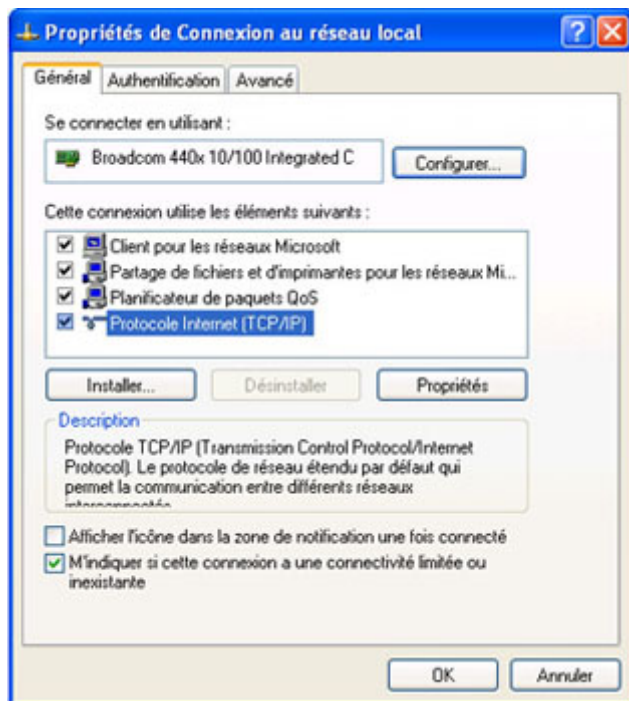 Propriétés de Connexion au réseau local
Général Authentification Avancé
Se connecter en utilisant :
Broadcom 440x 10/100 Integrated C
Configurer...
Cette connexion utilise les éléments suivants :
Client pour les réseaux Microsoft
Partage de fichiers et d'imprimantes pour les réseaux Mi...
Planificateur de paquets QoS
Protocole Internet (TCP/IP)
Installer... Désinstaller Propriétés
Description
Protocole TCP/IP (Transmission Control Protocol/Internet
Protocol). Le protocole de réseau étendu par défaut qui
permet la communication entre différents réseaux
interconnectés.
Afficher l'icône dans la zone de notification une fois connecté
M'indiquer si cette connexion a une connectivité limitée ou
inexistante
OK Annuler